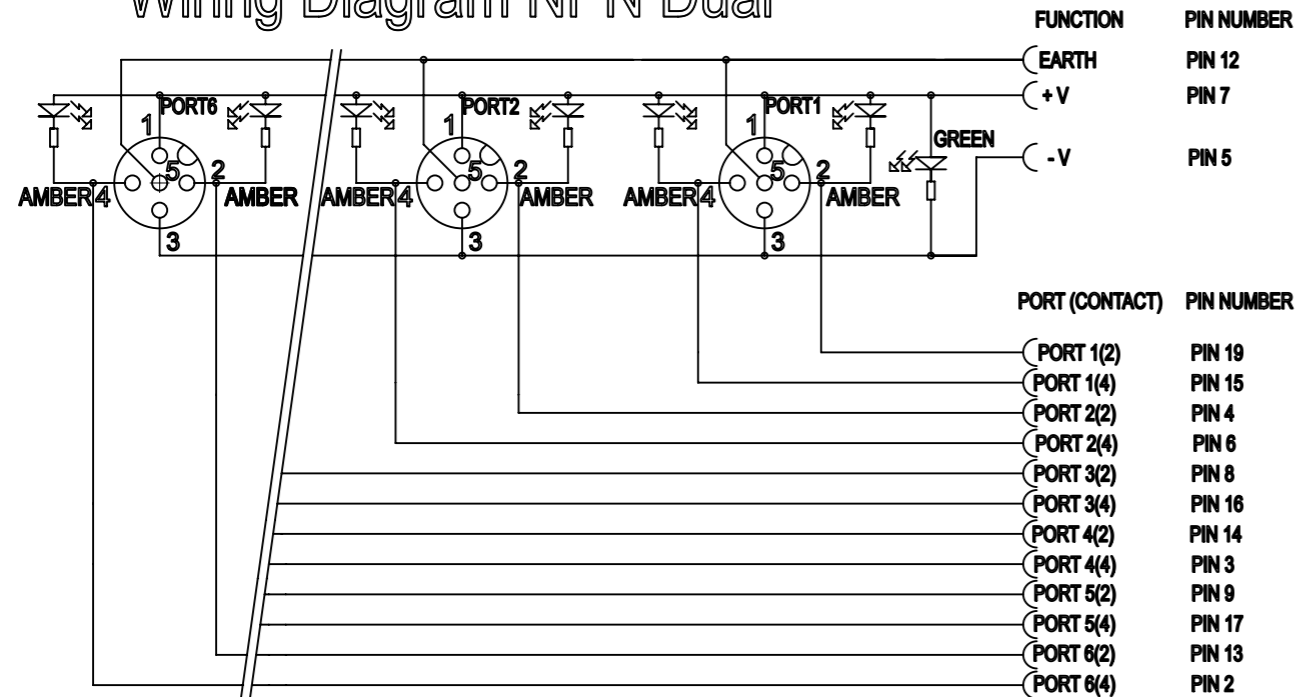 Wiring Diagram NPN Dual
FUNCTION PIN NUMBER
EARTH PIN 12
+ V PIN 7
- V PIN 5
PORT6 PORT2 PORT1
1 1 1
GREEN
5 2 5 2 5 2
AMBER 4 AMBER AMBER 4 AMBER AMBER 4 AMBER
3 3 3
PORT (CONTACT) PIN NUMBER
PORT 1(2) PIN 19
PORT 1(4) PIN 15
PORT 2(2) PIN 4
PORT 2(4) PIN 6
PORT 3(2) PIN 8
PORT 3(4) PIN 16
PORT 4(2) PIN 14
PORT 4(4) PIN 3
PORT 5(2) PIN 9
PORT 5(4) PIN 17
PORT 6(2) PIN 13
PORT 6(4) PIN 2